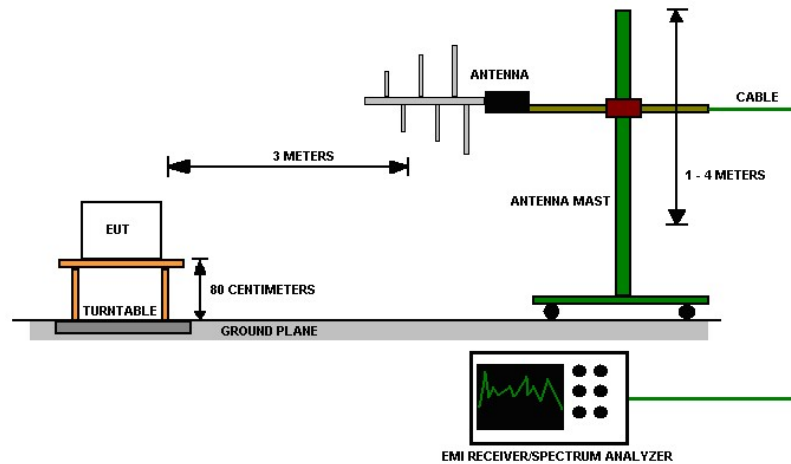 ANTENNA
CABLE
3 METERS
1 - 4 METERS
ANTENNA MAST
EUT
80 CENTIMETERS
TURNTABLE
GROUND PLANE
EMI RECEIVER/SPECTRUM ANALYZER